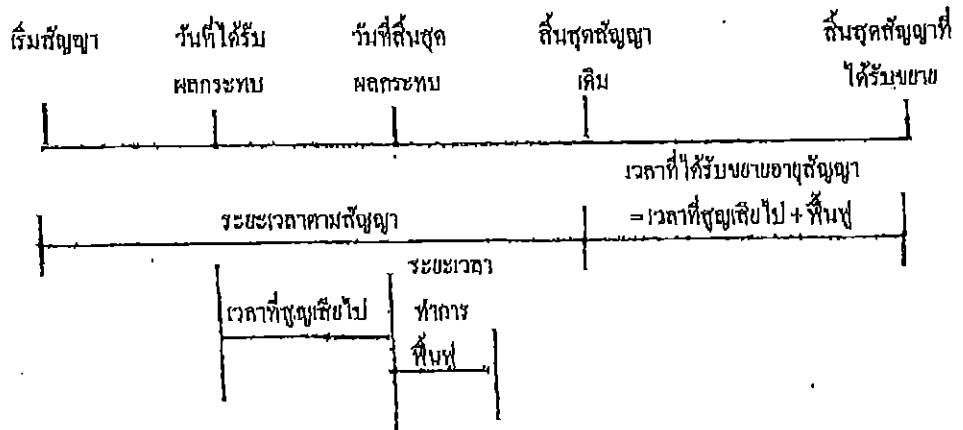 เริ่มสัญญา วันที่ได้รับ วันที่สิ้นสุด สิ้นสุดสัญญา สิ้นสุดสัญญาที่
ผลกระทบ ผลกระทบ เดิม ได้รับขยาย
เวลาที่ได้รับขยายอายุสัญญา
ระยะเวลาตามสัญญา =เวลาที่สูญเสียไป + ฟื้นฟู
ระยะเวลา
เวลาที่สูญเสียไป ทำการ
ฟื้นฟู